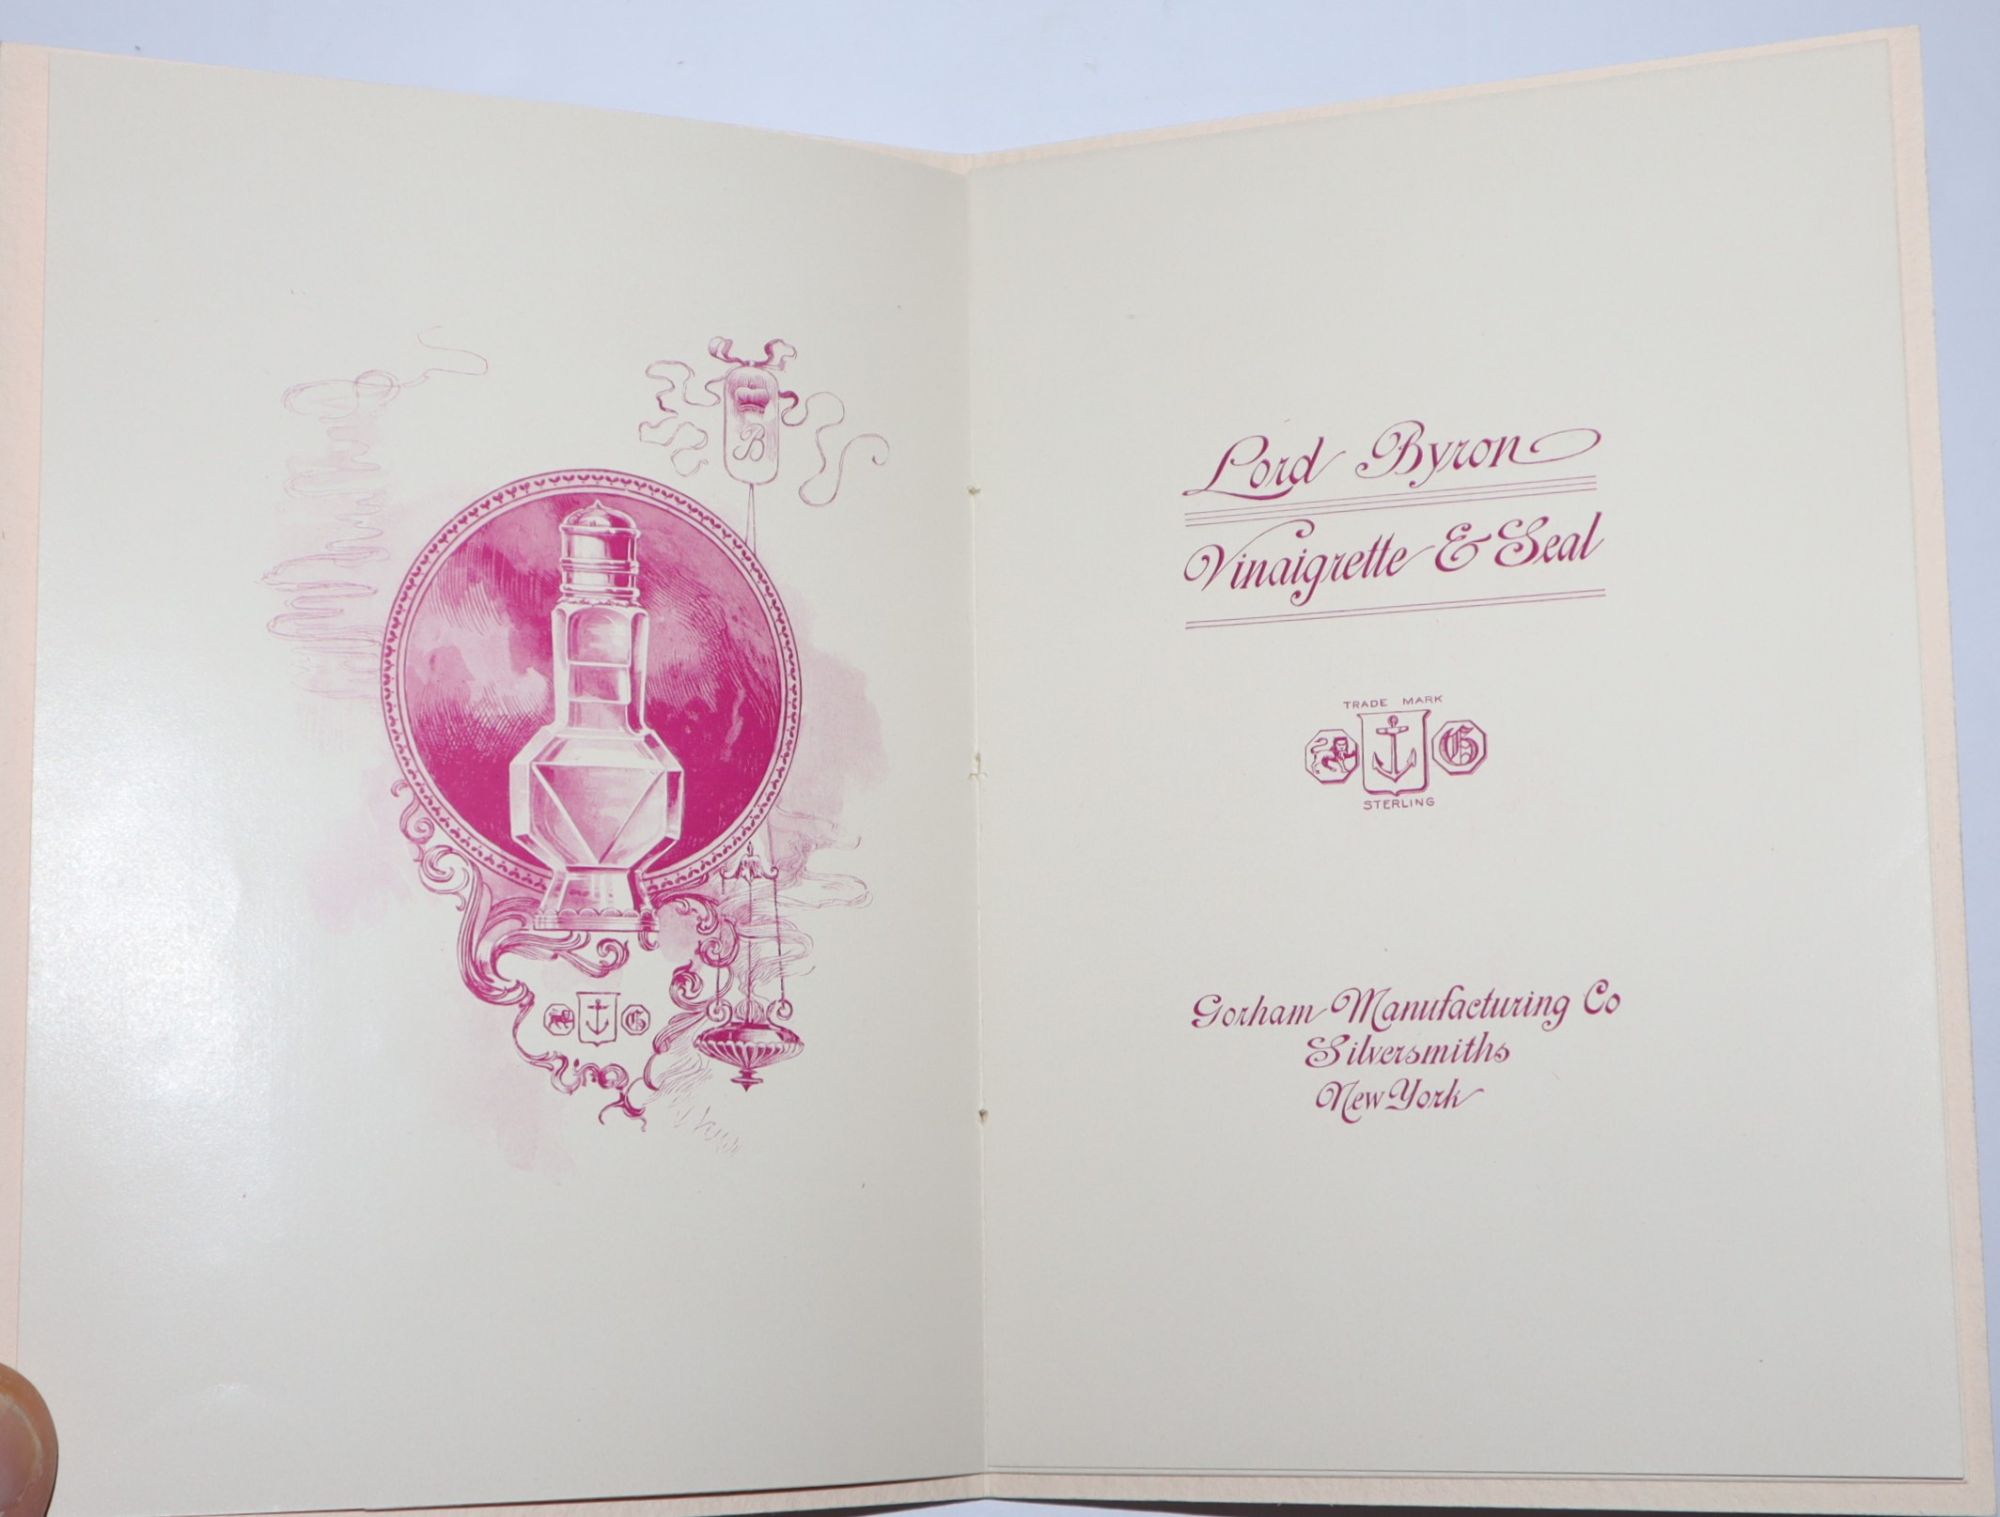 B
G
Lord Byron
Vinaigrette & Seal
TRADE MARK
G
STERLING
Gorham Manufacturing Co
Silversmiths
New York